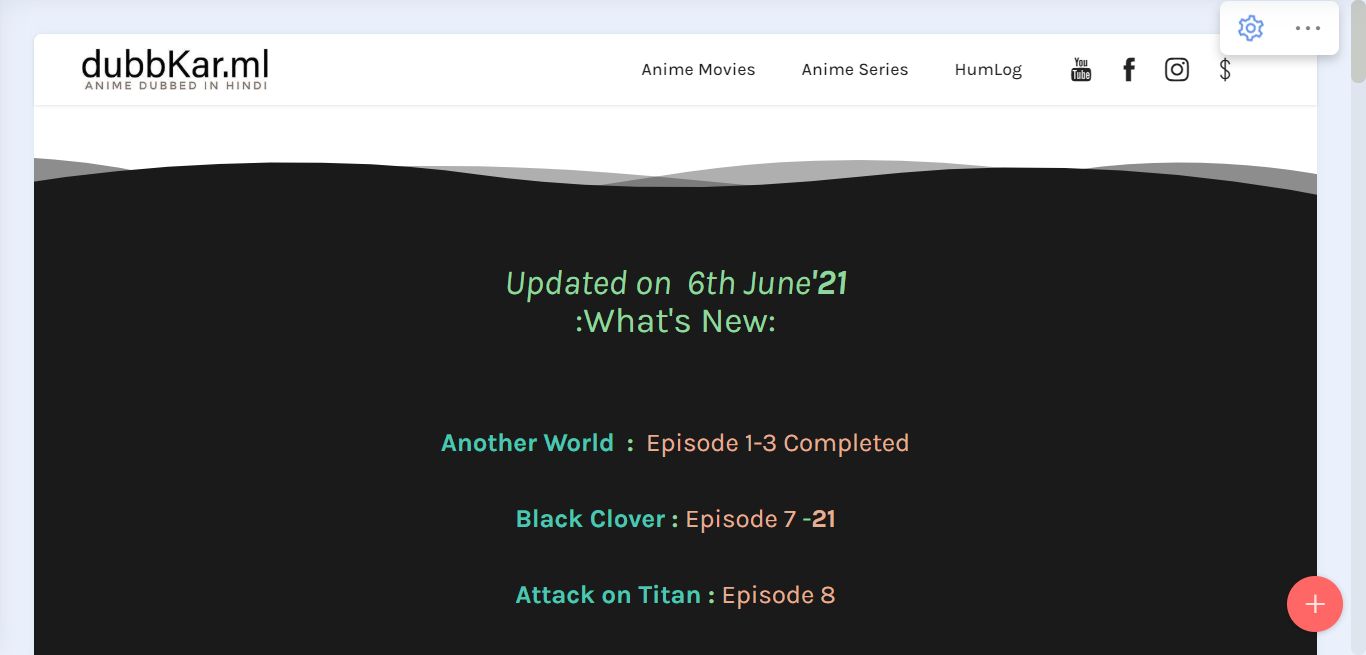 dubbKar.ml
ANIME DUBBED IN HINDI
Anime Movies Anime Series HumLog You Tube f $
Updated on 6th June'21
:What's New:
Another World : Episode 1-3 Completed
Black Clover : Episode 7 -21
Attack on Titan : Episode 8